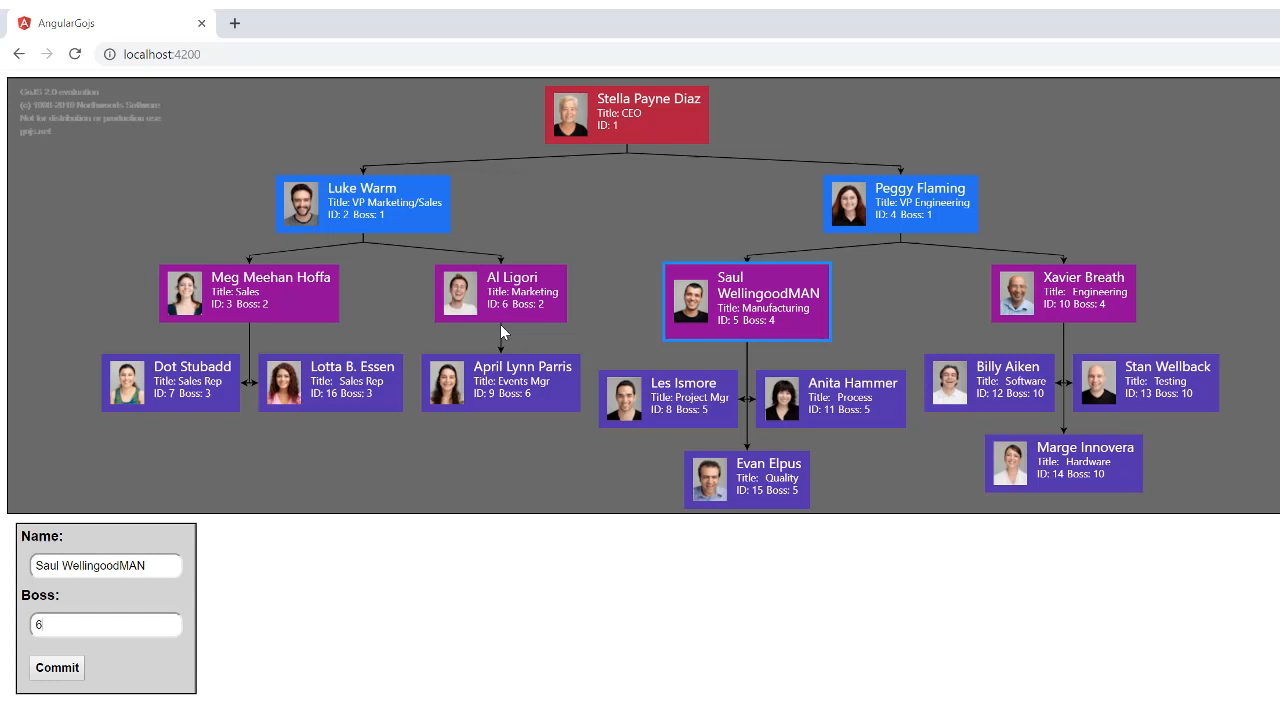 AngularGojs
localhost:4200
GoJS 2.0 evaluation
(c) 1998-2019 Northwoods Software
Not for distribution or production use
gojs.net
Stella Payne Diaz
Title: CEO
ID: 1
Luke Warm
Title: VP Marketing/Sales
ID: 2 Boss: 1
Peggy Flaming
Title: VP Engineering
ID: 4 Boss: 1
Meg Meehan Hoffa
Title: Sales
ID: 3 Boss: 2
Al Ligori
Title: Marketing
ID: 6 Boss: 2
Saul
WellingoodMAN
Title: Manufacturing
ID: 5 Boss: 4
Xavier Breath
Title: Engineering
ID: 10 Boss: 4
Dot Stubadd
Title: Sales Rep
ID: 7 Boss: 3
Lotta B. Essen
Title: Sales Rep
ID: 16 Boss: 3
April Lynn Parris
Title: Events Mgr
ID: 9 Boss: 6
Les Ismore
Title: Project Mgr
ID: 8 Boss: 5
Anita Hammer
Title: Process
ID: 11 Boss: 5
Billy Aiken
Title: Software
ID: 12 Boss: 10
Stan Wellback
Title: Testing
ID: 13 Boss: 10
Evan Elpus
Title: Quality
ID: 15 Boss: 5
Marge Innovera
Title: Hardware
ID: 14 Boss: 10
Name:
Saul WellingoodMAN
Boss:
6
Commit